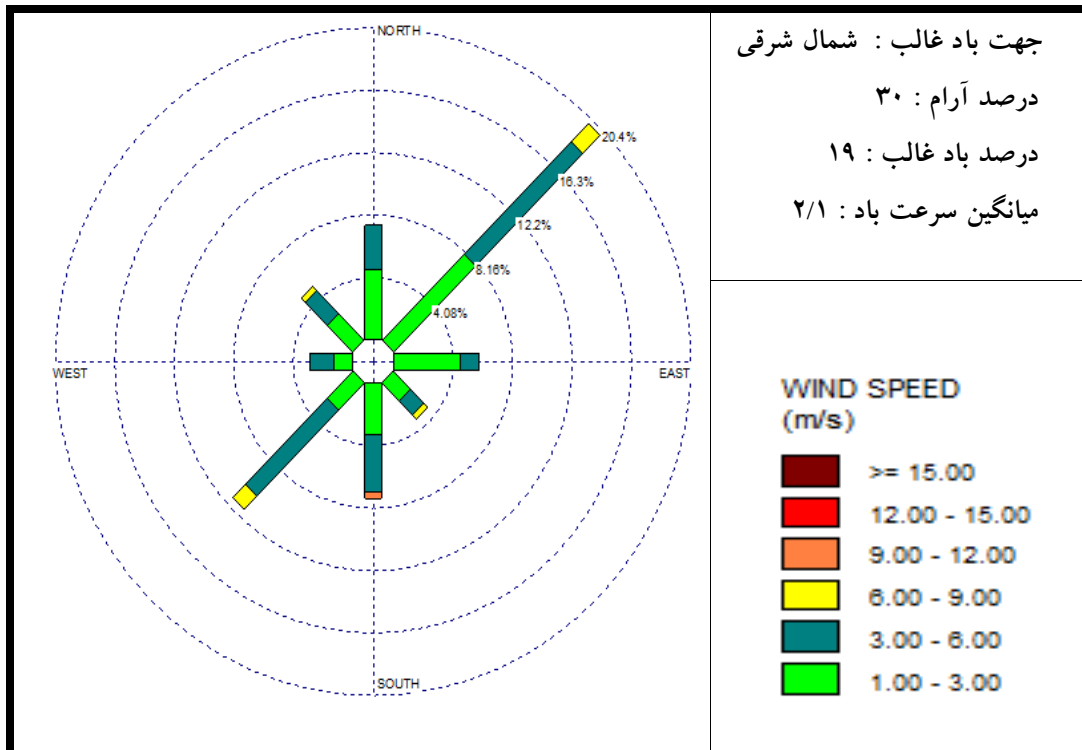 NORTH
20.4%
16.3%
12.2%
8.16%
4.08%
WEST
EAST
SOUTH
جهت باد غالب : شمال شرقی
درصد آرام : ۳۰
درصد باد غالب : ۱۹
میانگین سرعت باد : ۲/۱
WIND SPEED
(m/s)
>= 15.00
12.00 - 15.00
9.00 - 12.00
6.00 - 9.00
3.00 - 6.00
1.00 - 3.00